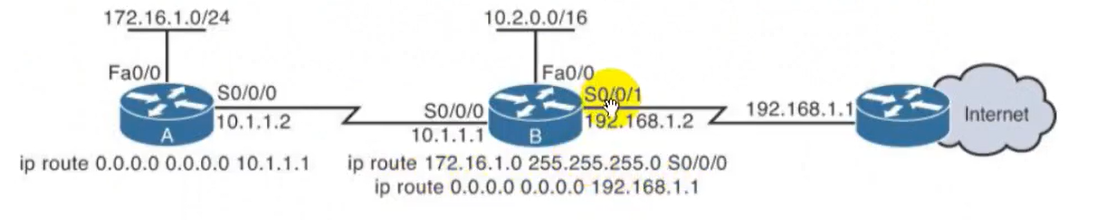 172.16.1.0/24
10.2.0.0/16
Fa0/0
Fa0/0
S0/0/0
S0/0/0
S0/0/1
10.1.1.2
10.1.1.1
192.168.1.2
192.168.1.1
Internet
A
B
ip route 0.0.0.0 0.0.0.0 10.1.1.1
ip route 172.16.1.0 255.255.255.0 S0/0/0
ip route 0.0.0.0 0.0.0.0 192.168.1.1